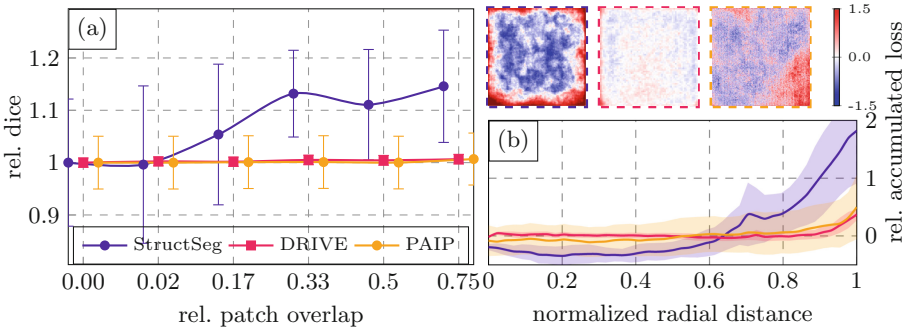 (a)
rel. dice
1.2
1.1
1
0.9
StructSeg
DRIVE
PAIP
0.00
0.02
0.17
0.33
0.5
0.75
rel. patch overlap
1.5
0.0
-1.5
(b)
2
1
0
rel. accumulated loss
0
0.2
0.4
0.6
0.8
1
normalized radial distance